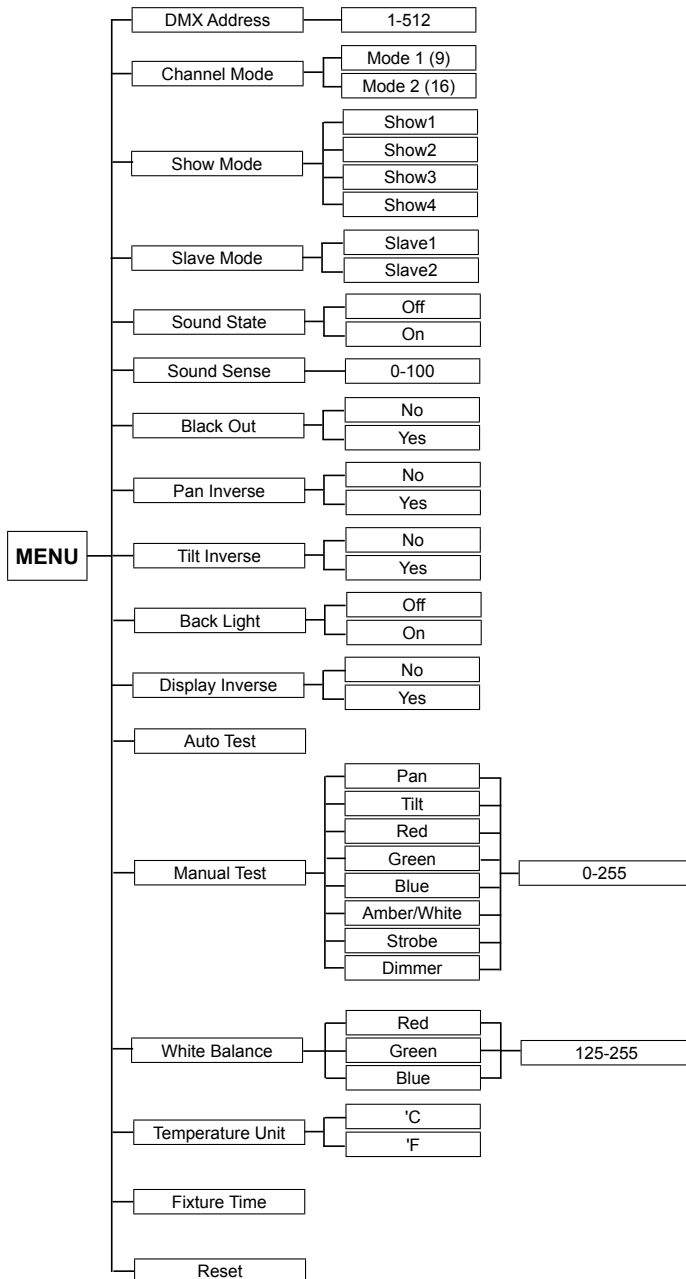 DMX Address
1-512
Channel Mode
Mode 1 (9)
Mode 2 (16)
Show Mode
Show1
Show2
Show3
Show4
Slave Mode
Slave1
Slave2
Sound State
Off
On
Sound Sense
0-100
Black Out
No
Yes
Pan Inverse
No
Yes
MENU
Tilt Inverse
No
Yes
Back Light
Off
On
Display Inverse
No
Yes
Auto Test
Manual Test
Pan
Tilt
Red
Green
Blue
Amber/White
Strobe
Dimmer
0-255
White Balance
Red
Green
Blue
125-255
Temperature Unit
'C
'F
Fixture Time
Reset